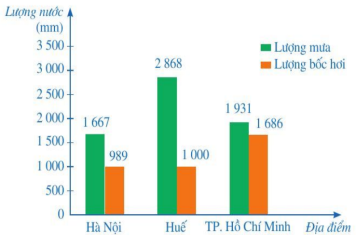 Lượng nước
(mm)
3 500
3 000
2 500
2 000
1 500
1 000
500
0
Lượng mưa
Lượng bốc hơi
1 667
989
2 868
1 000
1 931
1 686
Hà Nội
Huế
TP. Hồ Chí Minh
Địa điểm